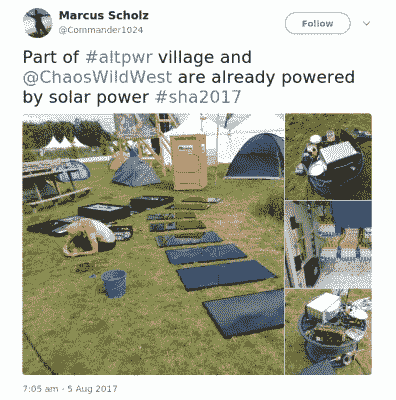 Marcus Scholz
@Commander1024
Follow
Part of #altpwr village and
@ChaosWildWest are already powered
by solar power #sha2017
7:05 am - 5 Aug 2017